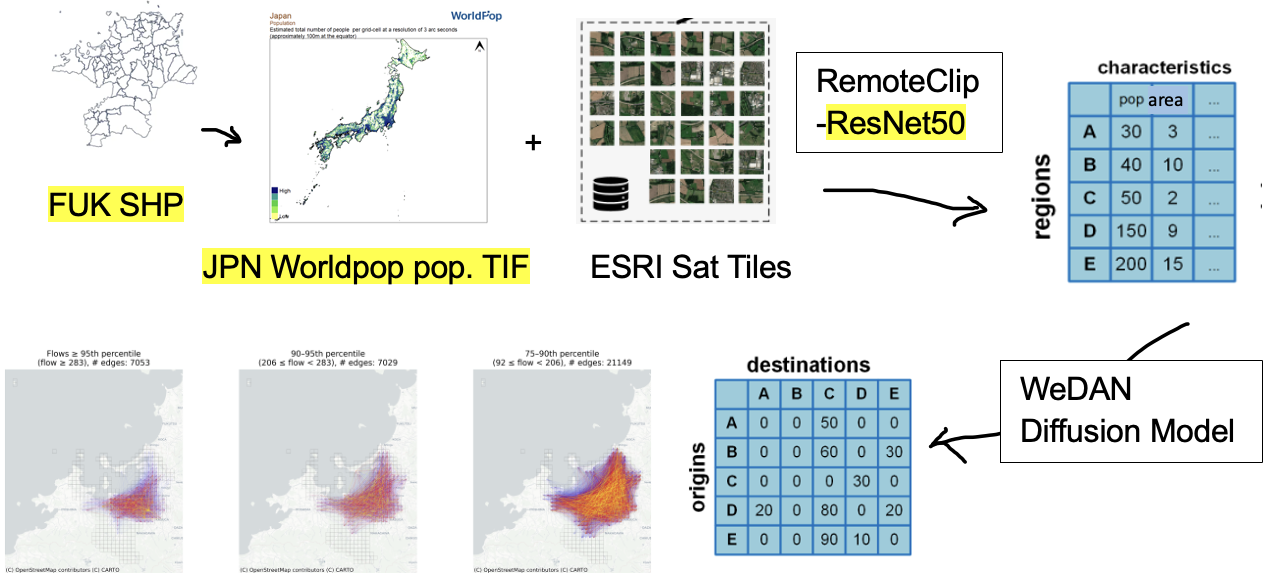 Japan
Population
Estimated total number of people per grid-cell at a resolution of 3 arc seconds
(approximately 100m at the equator)
WorldPop
High
Low
FUK SHP
JPN Worldpop pop. TIF
+
ESRI Sat Tiles
RemoteClip
-ResNet50
characteristics
regions
pop area ...
A 30 3 ...
B 40 10 ...
C 50 2 ...
D 150 9 ...
E 200 15 ...
WeDAN
Diffusion Model
destinations
origins
A B C D E
A 0 0 50 0 0
B 0 0 60 0 30
C 0 0 0 30 0
D 20 0 80 0 20
E 0 0 90 10 0
Flows ≥ 95th percentile
(flow ≥ 283), # edges: 7053
(C) OpenStreetMap contributors (C) CARTO
90–95th percentile
(206 ≤ flow < 283), # edges: 7029
(C) OpenStreetMap contributors (C) CARTO
75–90th percentile
(92 ≤ flow < 206), # edges: 21149
(C) OpenStreetMap contributors (C) CARTO